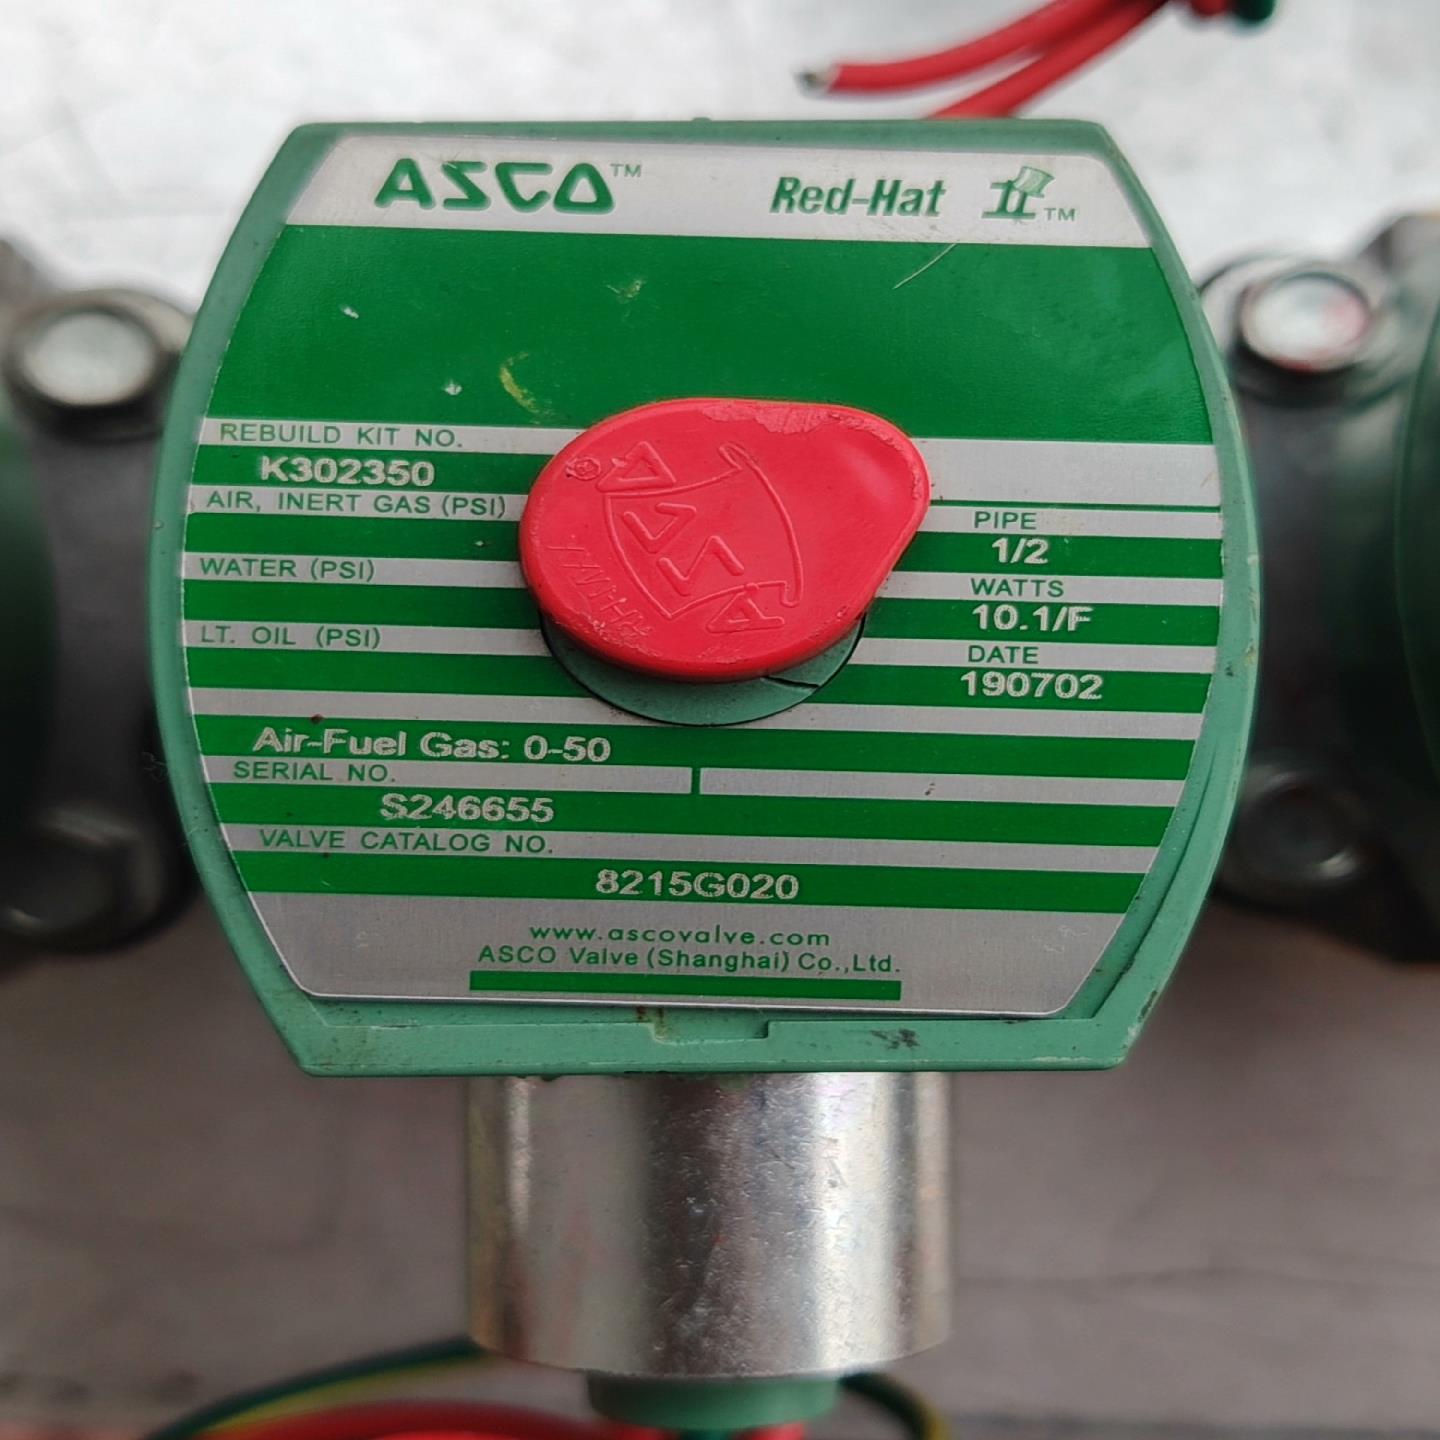 ASCO™ Red-Hat II™
REBUILD KIT NO.
K302350
AIR, INERT GAS (PSI)
PIPE
1/2
WATER (PSI)
WATTS
10.1/F
LT. OIL (PSI)
DATE
190702
Air-Fuel Gas: 0-50
SERIAL NO.
S246655
VALVE CATALOG NO.
8215G020
www.ascovalve.com
ASCO Valve (Shanghai) Co.,Ltd.